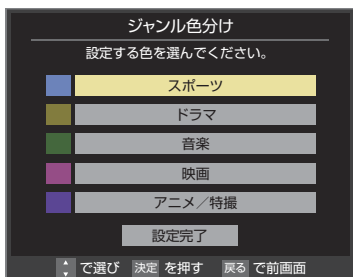 ジャンル色分け
設定する色を選んでください。
スポーツ
ドラマ
音楽
映画
アニメ／特撮
設定完了
で選び 決定 を押す 戻る で前画面